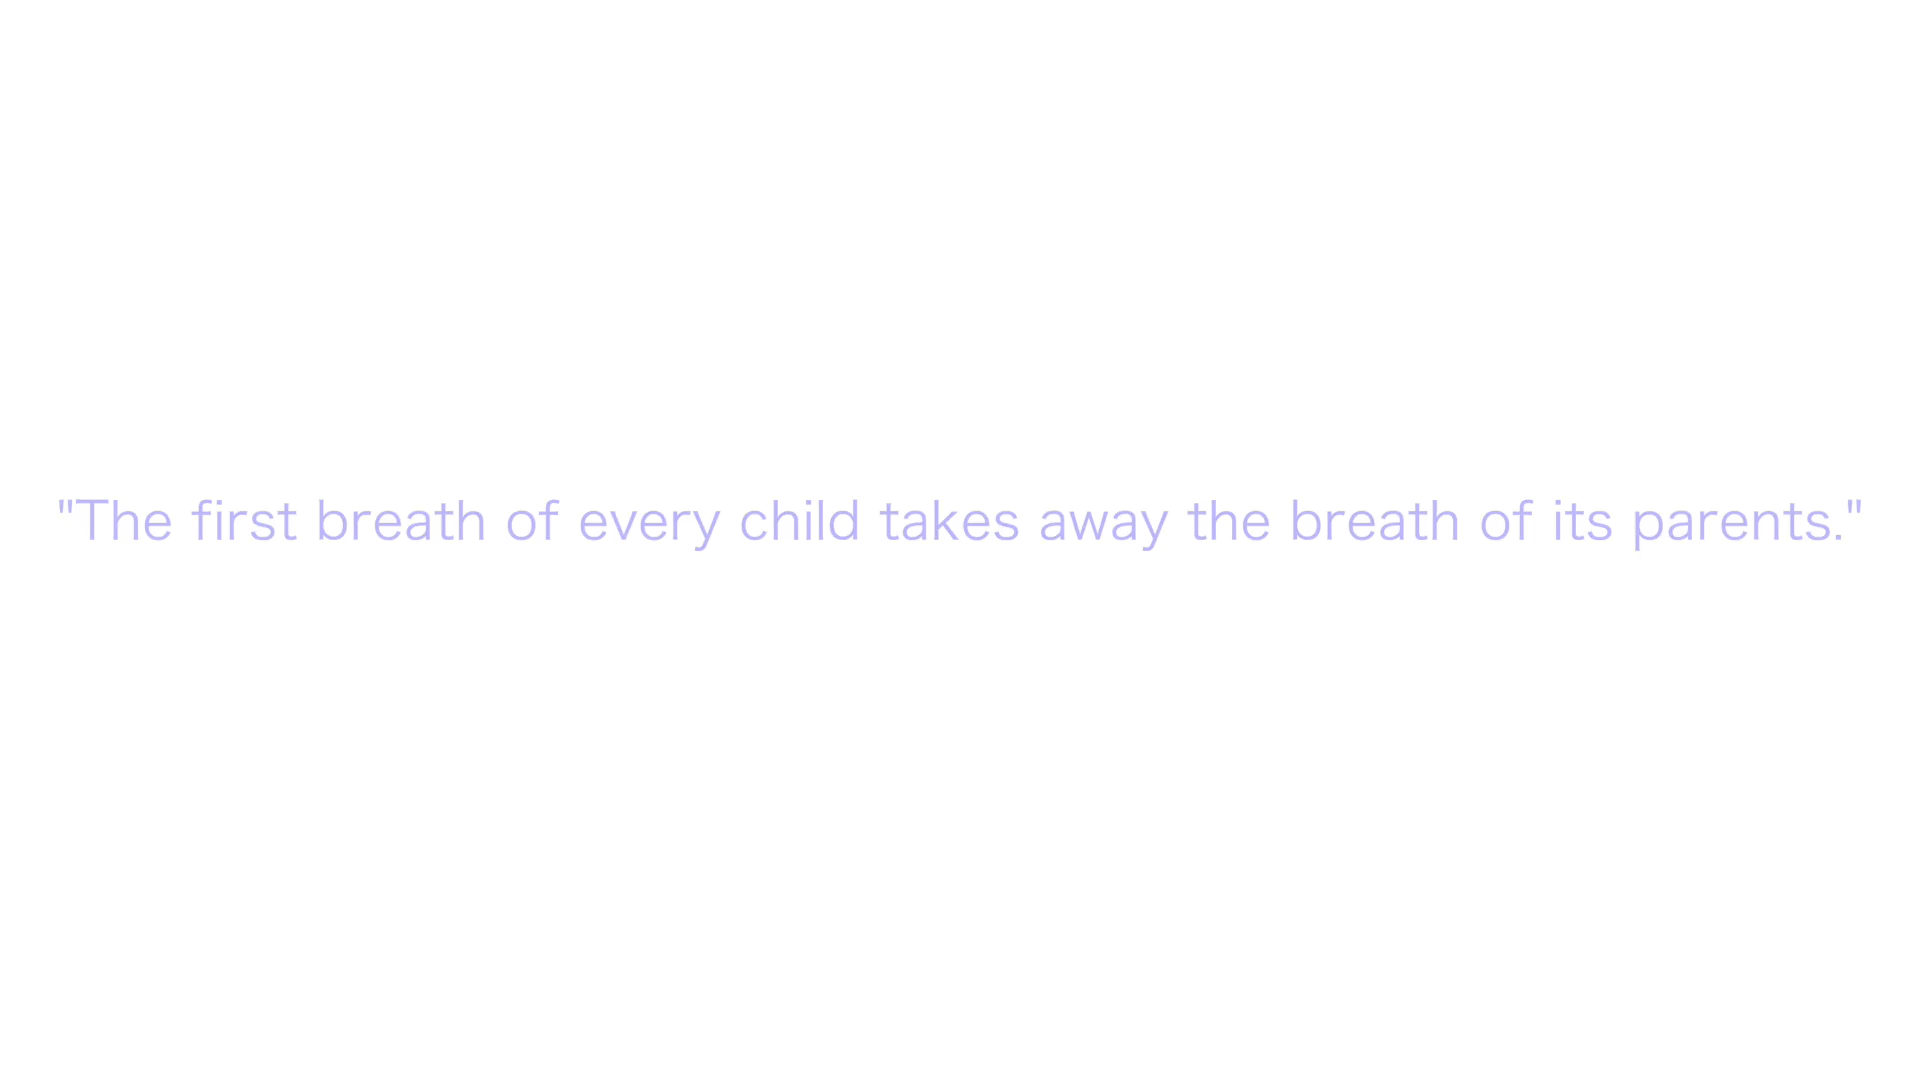 "The first breath of every child takes away the breath of its parents."